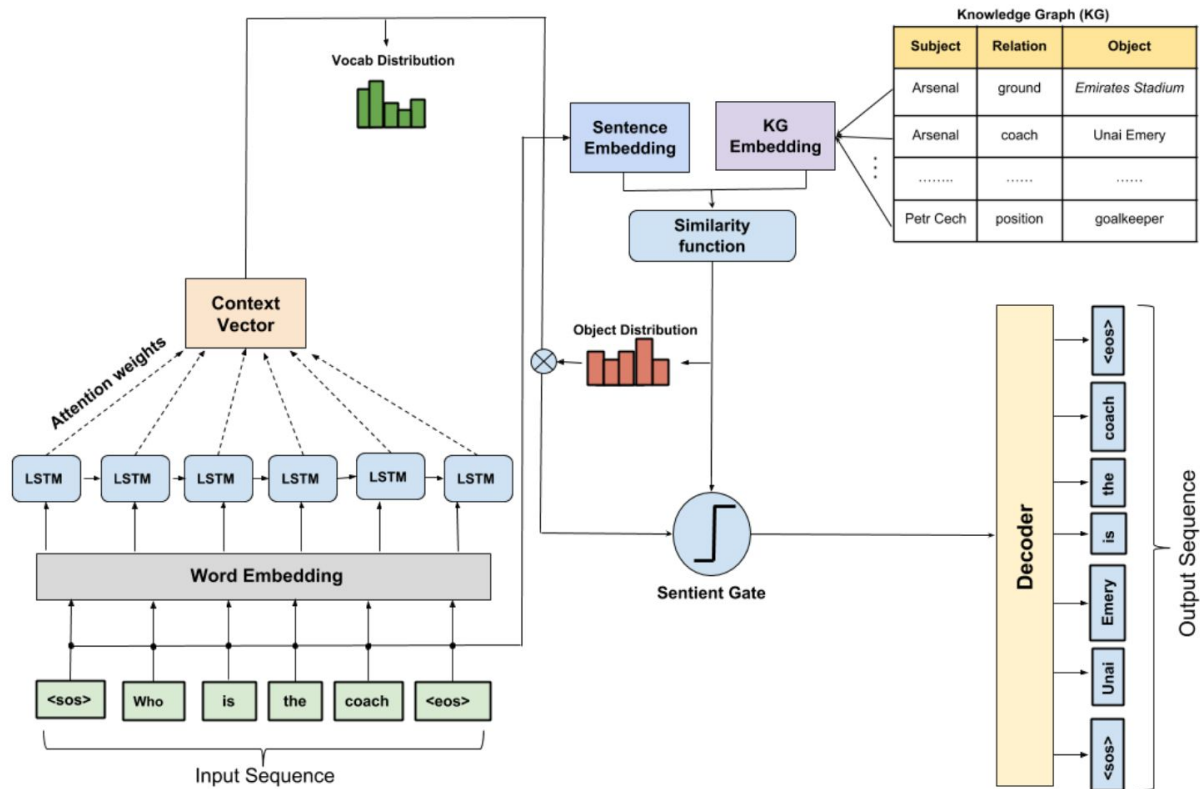 Knowledge Graph (KG)
Subject Relation Object
Arsenal ground Emirates Stadium
Arsenal coach Unai Emery
........ ...... ......
Petr Cech position goalkeeper
Vocab Distribution
Sentence
Embedding
KG
Embedding
Similarity
function
Context
Vector
Attention weights
Object Distribution
LSTM LSTM LSTM LSTM LSTM LSTM
Word Embedding
<sos> Who is the coach <eos>
Input Sequence
Sentient Gate
Decoder
<eos>
coach
the
is
Emery
Unai
<sos>
Output Sequence